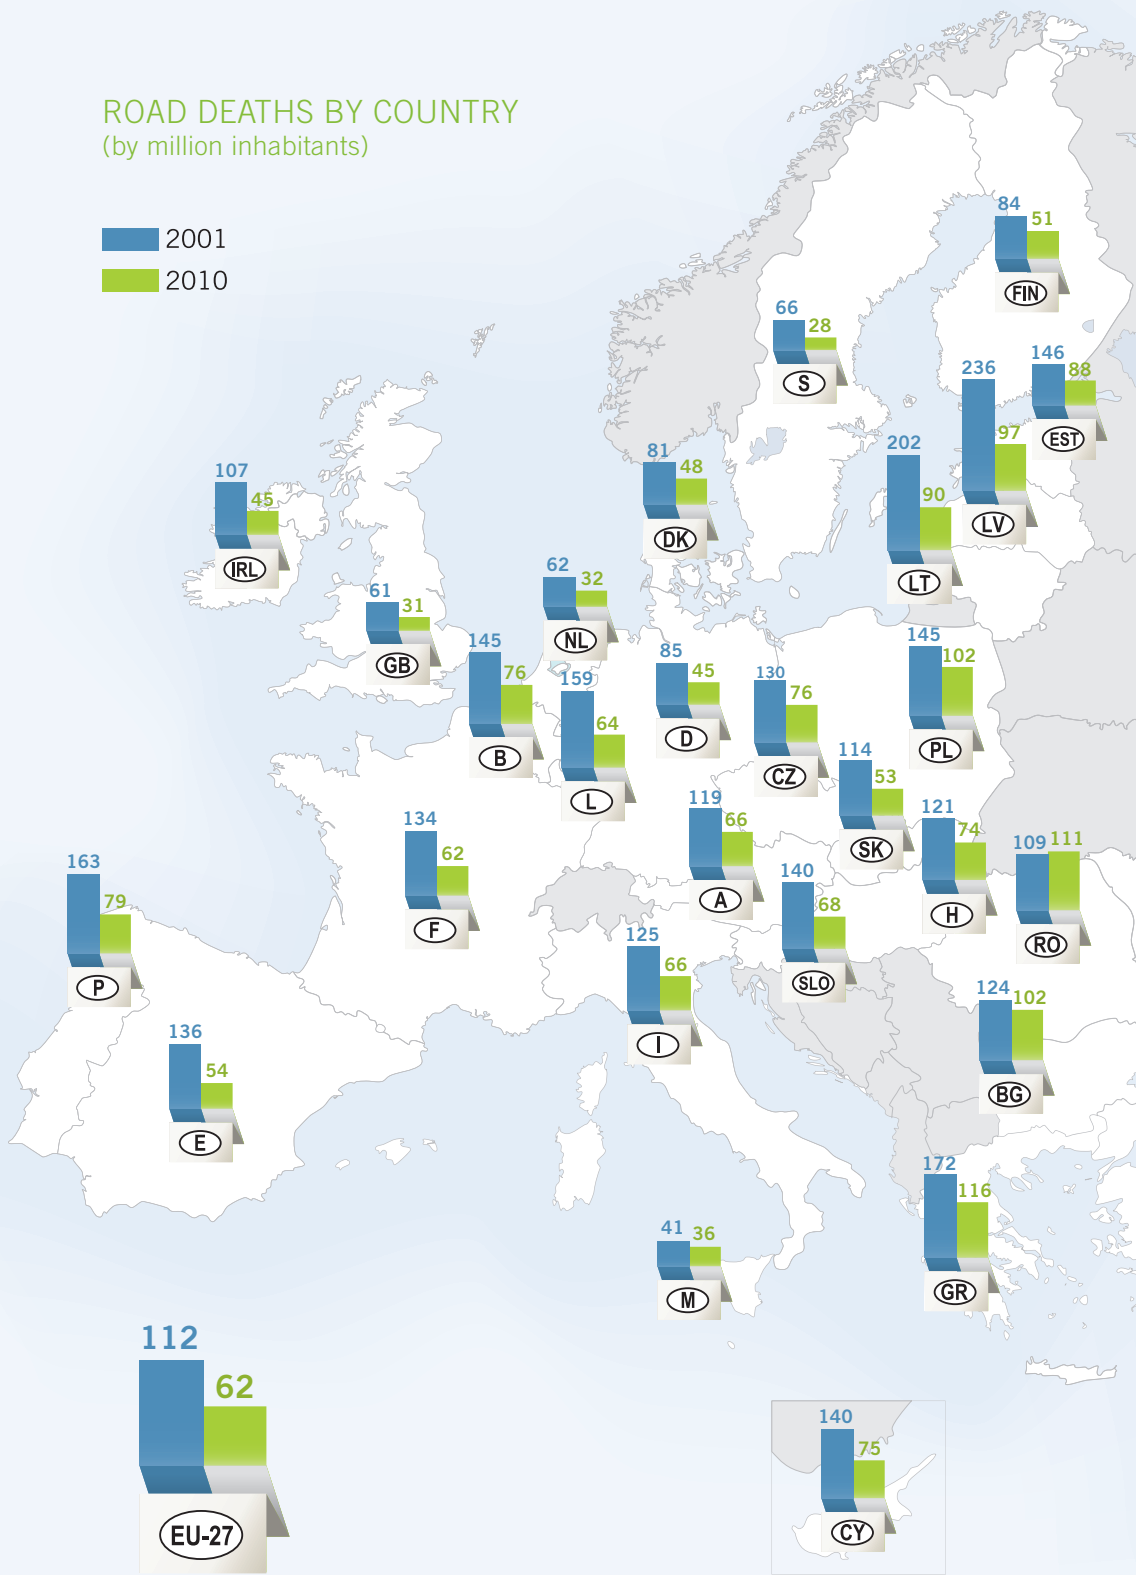 ROAD DEATHS BY COUNTRY
(by million inhabitants)
2001
2010
84 51
FIN
66 28
S
146 88
EST
236 97
LV
202 90
LT
81 48
DK
107 45
IRL
62 32
NL
61 31
GB
145 76
B
159 64
L
85 45
D
130 76
CZ
145 102
PL
114 53
SK
119 66
A
121 74
H
109 111
RO
134 62
F
140 68
SLO
163 79
P
125 66
I
124 102
BG
136 54
E
172 116
GR
41 36
M
112 62
EU-27
140 75
CY